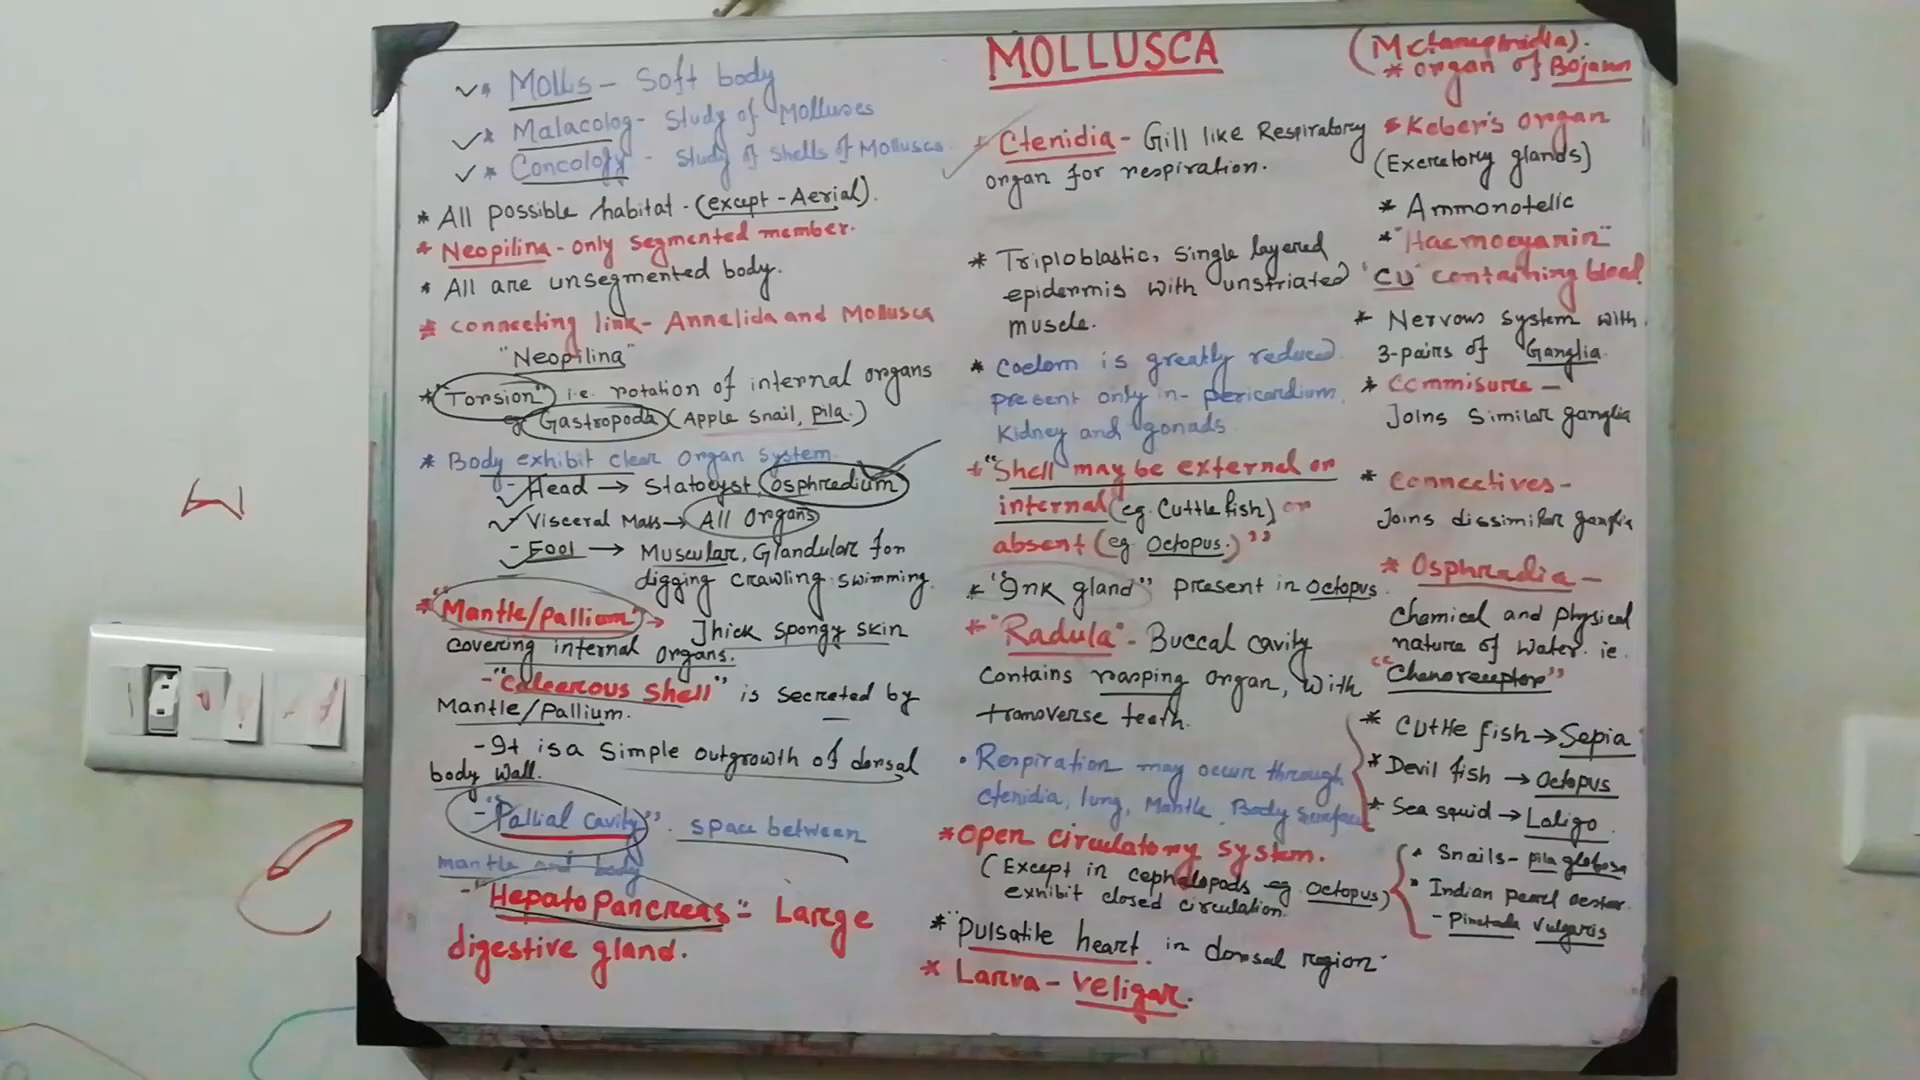 MOLLUSCA
✓* Mollis - Soft body
✓* Malacolog - Study of Molluscs
✓* Concology - Study of Shells of Mollusca
* All possible habitat - (except - Aerial).
* Neopilina - only segmented member.
* All are unsegmented body.
* connecting link - Annelida and Mollusca
"Neopilina"
* "Torsion" i.e. rotation of internal organs
eg Gastropoda (Apple snail, Pila.)
* Body exhibit clear organ system
- Head → Statocyst, Osphredium
- Visceral Mass → All Organs
- Foot → Muscular, Glandular for
digging crawling swimming.
* "Mantle/Pallium" → Thick spongy skin
covering internal organs.
- "Calcerous Shell" is secreted by
Mantle/Pallium.
- It is a simple outgrowth of dorsal
body wall.
- "Pallial cavity". space between
mantle and body
- "Hepato Pancreas" = Large
digestive gland.
Ctenidia - Gill like Respiratory
organ for respiration.
* Triploblastic, single layered
epidermis with unstriated
muscle.
* Coelom is greatly reduced
present only in - pericardium,
Kidney and gonads
* "Shell may be external or
internal (eg. Cuttle fish) or
absent (eg Octopus.)"
* "Ink gland" present in octopus.
* "Radula" - Buccal cavity
contains rasping organ, with
transverse teeth.
• Respiration may occur through
ctenidia, lung, Mantle, Body surface
* Open circulatory system.
(Except in cephalopods eg octopus)
exhibit closed circulation.
* "Pulsatile heart in dorsal region
* Larva - veligar.
(Metanephridia).
* organ of Bojanus
* Keber's organ
(Excretory glands)
* Ammonotelic
* "Haemocyanin"
'CU' containing blood
* Nervous system with
3-pairs of Ganglia.
* Commisure -
Joins similar ganglia
* Connectives -
Joins dissimilar ganglia
* Osphradia -
Chemical and physical
nature of water. ie.
"Chemoreceptor"
* Cuttle fish → Sepia
* Devil fish → Octopus
* Sea squid → Loligo
* Snails - pila globosa
• Indian pearl oester.
- Pinctada vulgaris